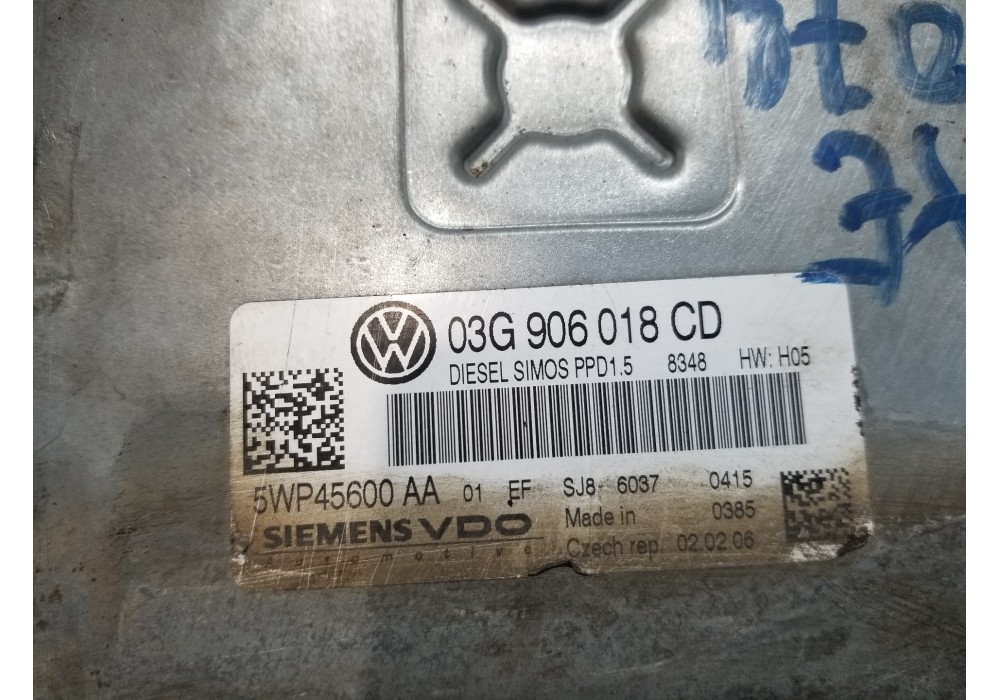 03G 906 018 CD
DIESEL SIMOS PPD1.5 8348 HW: H05
5WP45600 AA 01 EF SJ8 6037 0415
SIEMENS VDO Made in 0385
Automotive Czech rep. 02.02.06